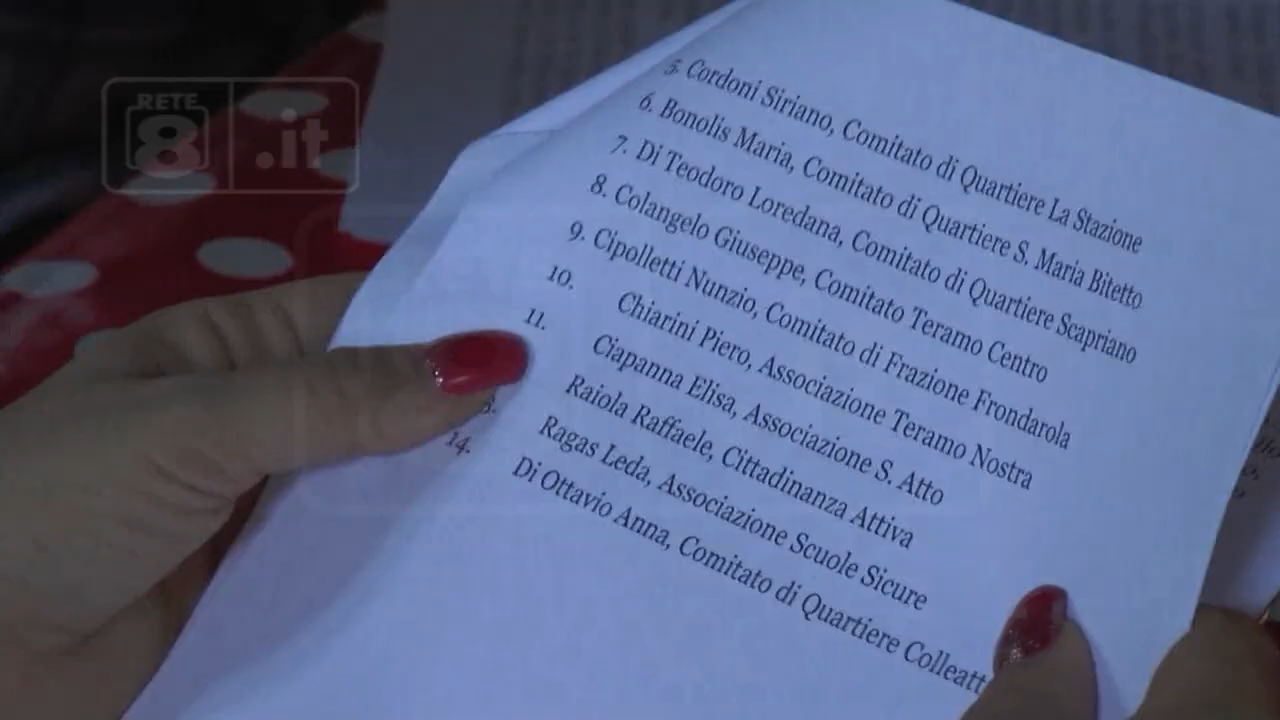 RETE
8
.it
5. Cordoni Siriano, Comitato di Quartiere La Stazione
6. Bonolis Maria, Comitato di Quartiere S. Maria Bitetto
7. Di Teodoro Loredana, Comitato di Quartiere Scapriano
8. Colangelo Giuseppe, Comitato Teramo Centro
9. Cipolletti Nunzio, Comitato di Frazione Frondarola
10. Chiarini Piero, Associazione Teramo Nostra
11. Ciapanna Elisa, Associazione S. Atto
Raiola Raffaele, Cittadinanza Attiva
3. Ragas Leda, Associazione Scuole Sicure
14. Di Ottavio Anna, Comitato di Quartiere Colleatt